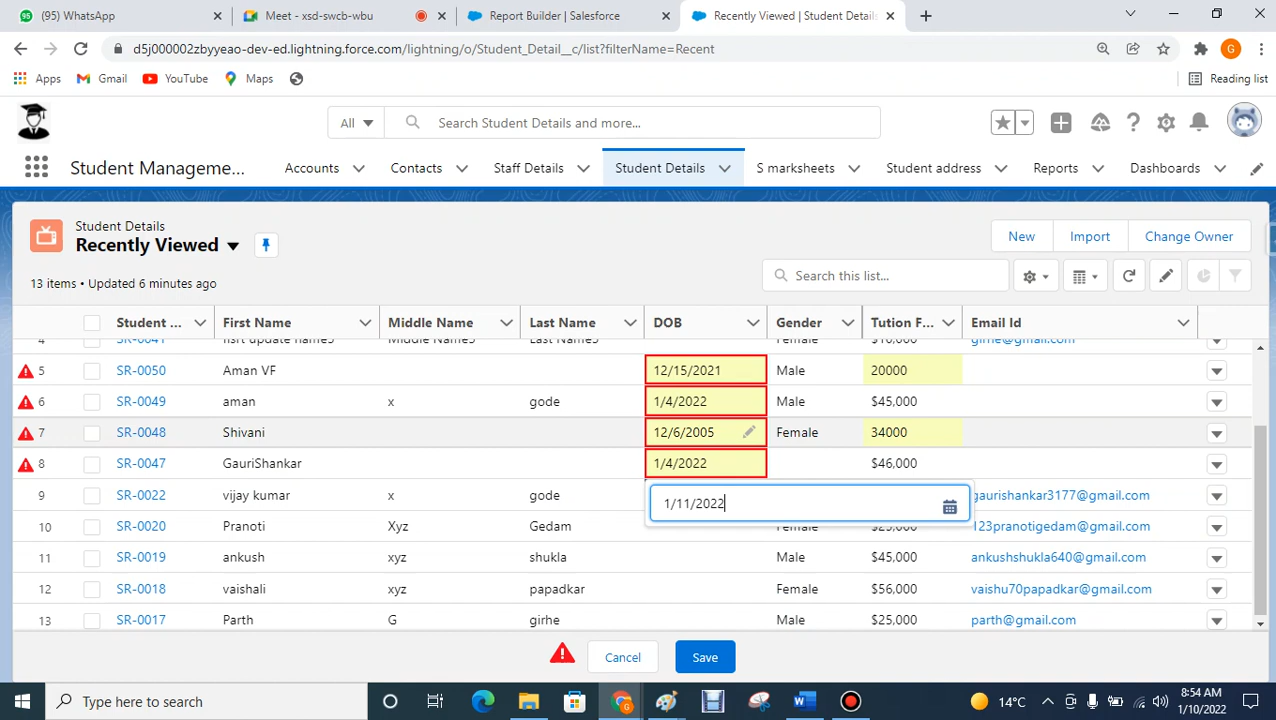 (95) WhatsApp
Meet - xsd-swcb-wbu
Report Builder | Salesforce
Recently Viewed | Student Details
d5j000002zbyyeao-dev-ed.lightning.force.com/lightning/o/Student_Detail__c/list?filterName=Recent
G
Apps
Gmail
YouTube
Maps
Reading list
All
Search Student Details and more...
Student Manageme...
Accounts
Contacts
Staff Details
Student Details
S marksheets
Student address
Reports
Dashboards
Student Details
Recently Viewed
New
Import
Change Owner
13 items • Updated 6 minutes ago
Search this list...
Student ...
First Name
Middle Name
Last Name
DOB
Gender
Tution F...
Email Id
5 SR-0050 Aman VF 12/15/2021 Male 20000
6 SR-0049 aman x gode 1/4/2022 Male $45,000
7 SR-0048 Shivani 12/6/2005 Female 34000
8 SR-0047 GauriShankar 1/4/2022 $46,000
9 SR-0022 vijay kumar x gode 1/11/2022 gaurishankar3177@gmail.com
10 SR-0020 Pranoti Xyz Gedam Female $25,000 123pranotigedam@gmail.com
11 SR-0019 ankush xyz shukla Male $45,000 ankushshukla640@gmail.com
12 SR-0018 vaishali xyz papadkar Female $25,000 vaishu70papadkar@gmail.com
13 SR-0017 Parth G girhe Male $25,000 parth@gmail.com
Cancel
Save
Type here to search
14°C
8:54 AM
1/10/2022